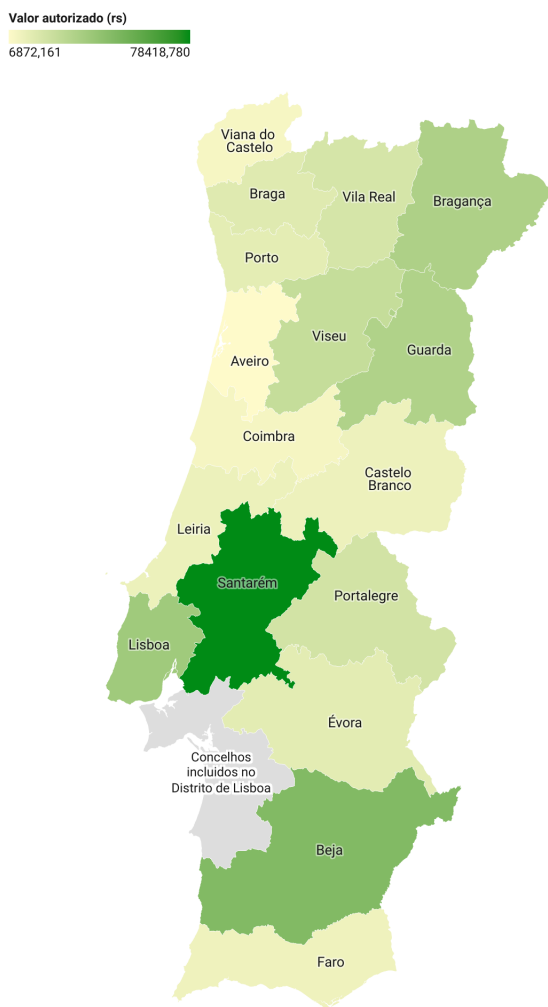 Valor autorizado (rs)
6872,161
78418,780
Viana do
Castelo
Braga
Vila Real
Bragança
Porto
Viseu
Guarda
Aveiro
Coimbra
Castelo
Branco
Leiria
Santarém
Portalegre
Lisboa
Évora
Concelhos
incluidos no
Distrito de Lisboa
Beja
Faro